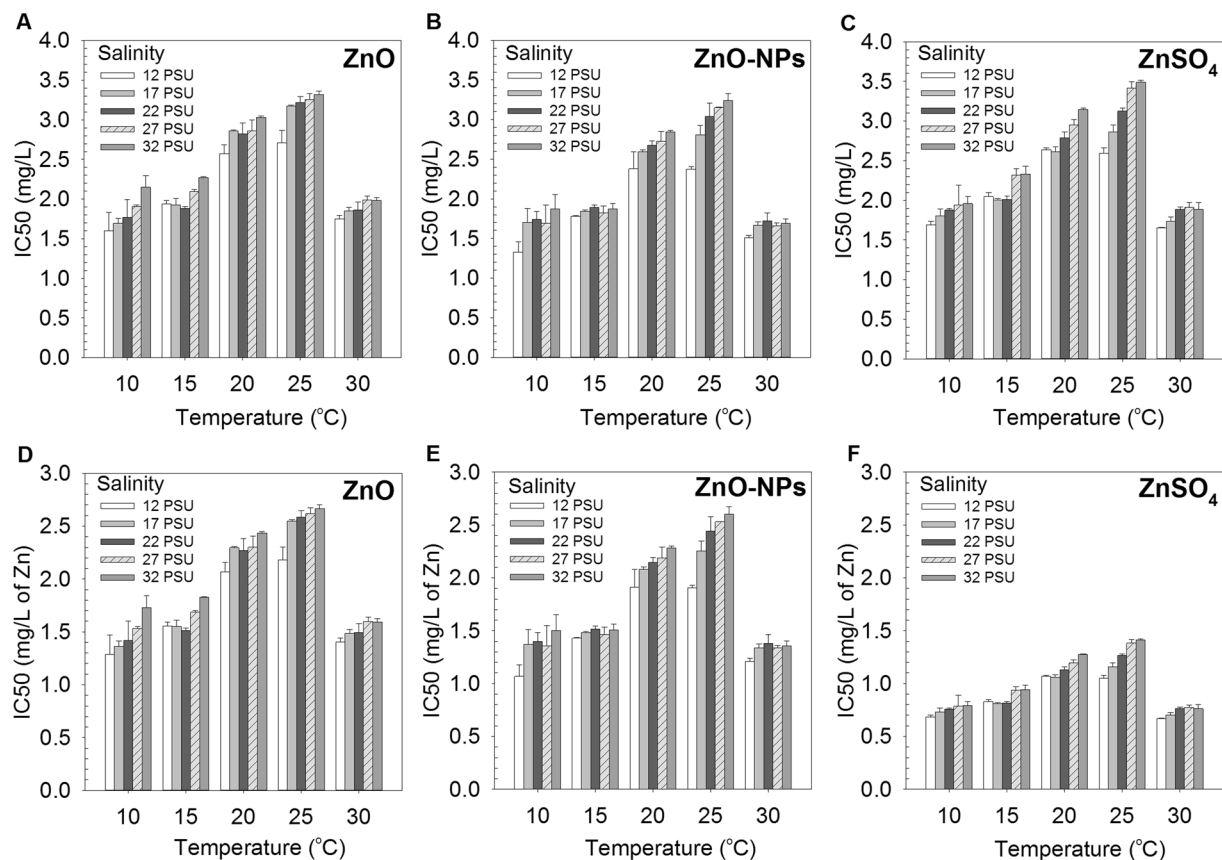 A
ZnO
Salinity
12 PSU
17 PSU
22 PSU
27 PSU
32 PSU
IC50 (mg/L)
4.0
3.5
3.0
2.5
2.0
1.5
1.0
0.5
0.0
10 15 20 25 30
Temperature (°C)
B
ZnO-NPs
Salinity
12 PSU
17 PSU
22 PSU
27 PSU
32 PSU
IC50 (mg/L)
4.0
3.5
3.0
2.5
2.0
1.5
1.0
0.5
0.0
10 15 20 25 30
Temperature (°C)
C
ZnSO₄
Salinity
12 PSU
17 PSU
22 PSU
27 PSU
32 PSU
IC50 (mg/L)
4.0
3.5
3.0
2.5
2.0
1.5
1.0
0.5
0.0
10 15 20 25 30
Temperature (°C)
D
ZnO
Salinity
12 PSU
17 PSU
22 PSU
27 PSU
32 PSU
IC50 (mg/L of Zn)
3.0
2.5
2.0
1.5
1.0
0.5
0.0
10 15 20 25 30
Temperature (°C)
E
ZnO-NPs
Salinity
12 PSU
17 PSU
22 PSU
27 PSU
32 PSU
IC50 (mg/L of Zn)
3.0
2.5
2.0
1.5
1.0
0.5
0.0
10 15 20 25 30
Temperature (°C)
F
ZnSO₄
Salinity
12 PSU
17 PSU
22 PSU
27 PSU
32 PSU
IC50 (mg/L of Zn)
3.0
2.5
2.0
1.5
1.0
0.5
0.0
10 15 20 25 30
Temperature (°C)